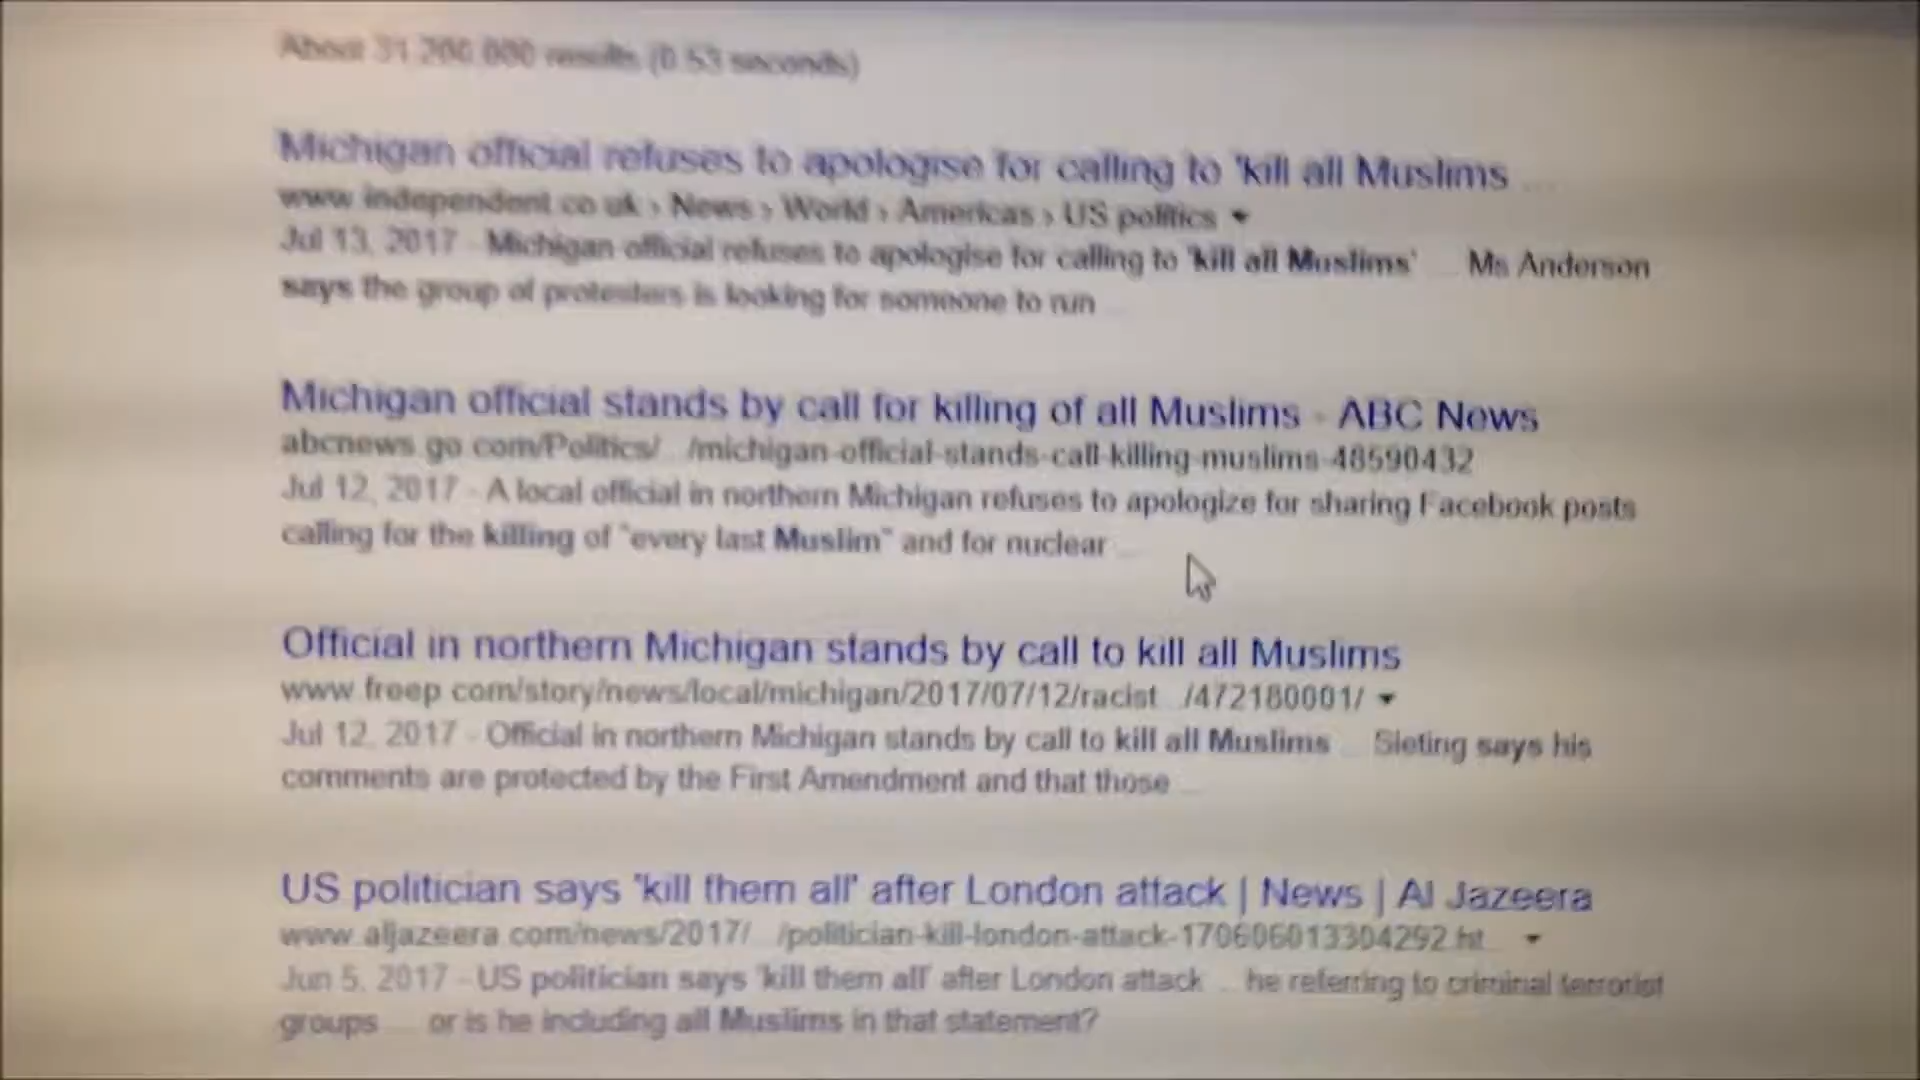 About 31,200,000 results (0.53 seconds)
Michigan official refuses to apologise for calling to 'kill all Muslims ...
www.independent.co.uk › News › World › Americas › US politics
Jul 13, 2017 - Michigan official refuses to apologise for calling to 'kill all Muslims' ... Ms Anderson
says the group of protesters is looking for someone to run ...
Michigan official stands by call for killing of all Muslims - ABC News
abcnews.go.com/Politics/.../michigan-official-stands-call-killing-muslims-48590432
Jul 12, 2017 - A local official in northern Michigan refuses to apologize for sharing Facebook posts
calling for the killing of "every last Muslim" and for nuclear ...
Official in northern Michigan stands by call to kill all Muslims
www.freep.com/story/news/local/michigan/2017/07/12/racist.../472180001/
Jul 12, 2017 - Official in northern Michigan stands by call to kill all Muslims ... Sieting says his
comments are protected by the First Amendment and that those ...
US politician says 'kill them all' after London attack | News | Al Jazeera
www.aljazeera.com/news/2017/.../politician-kill-london-attack-170606013304292.ht...
Jun 5, 2017 - US politician says 'kill them all' after London attack ... he referring to criminal terrorist
groups ... or is he including all Muslims in that statement?